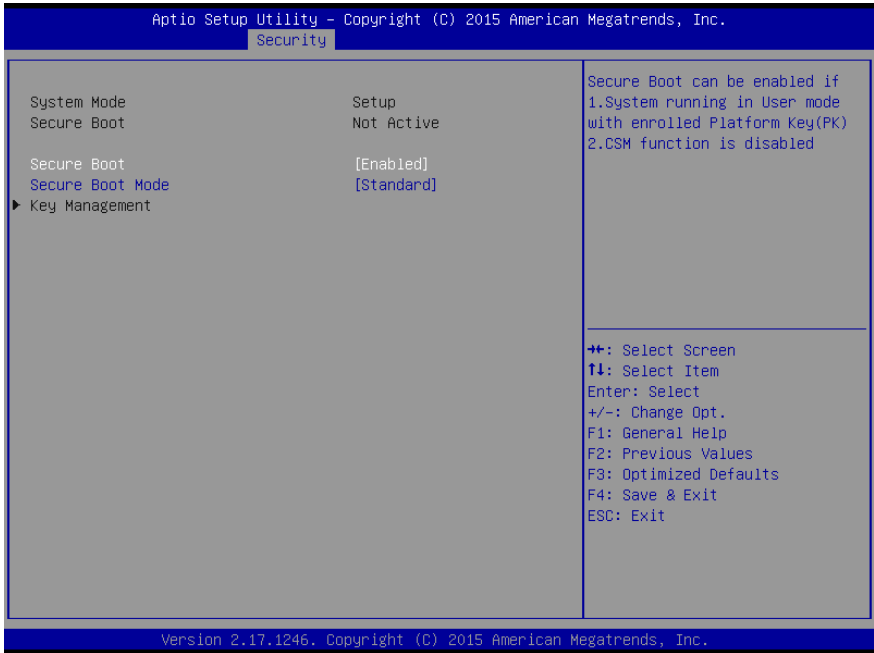 Aptio Setup Utility – Copyright (C) 2015 American Megatrends, Inc.
Security
System Mode Setup
Secure Boot Not Active
Secure Boot [Enabled]
Secure Boot Mode [Standard]
Key Management
Secure Boot can be enabled if
1.System running in User mode
with enrolled Platform Key(PK)
2.CSM function is disabled
→←: Select Screen
↑↓: Select Item
Enter: Select
+/-: Change Opt.
F1: General Help
F2: Previous Values
F3: Optimized Defaults
F4: Save & Exit
ESC: Exit
Version 2.17.1246. Copyright (C) 2015 American Megatrends, Inc.